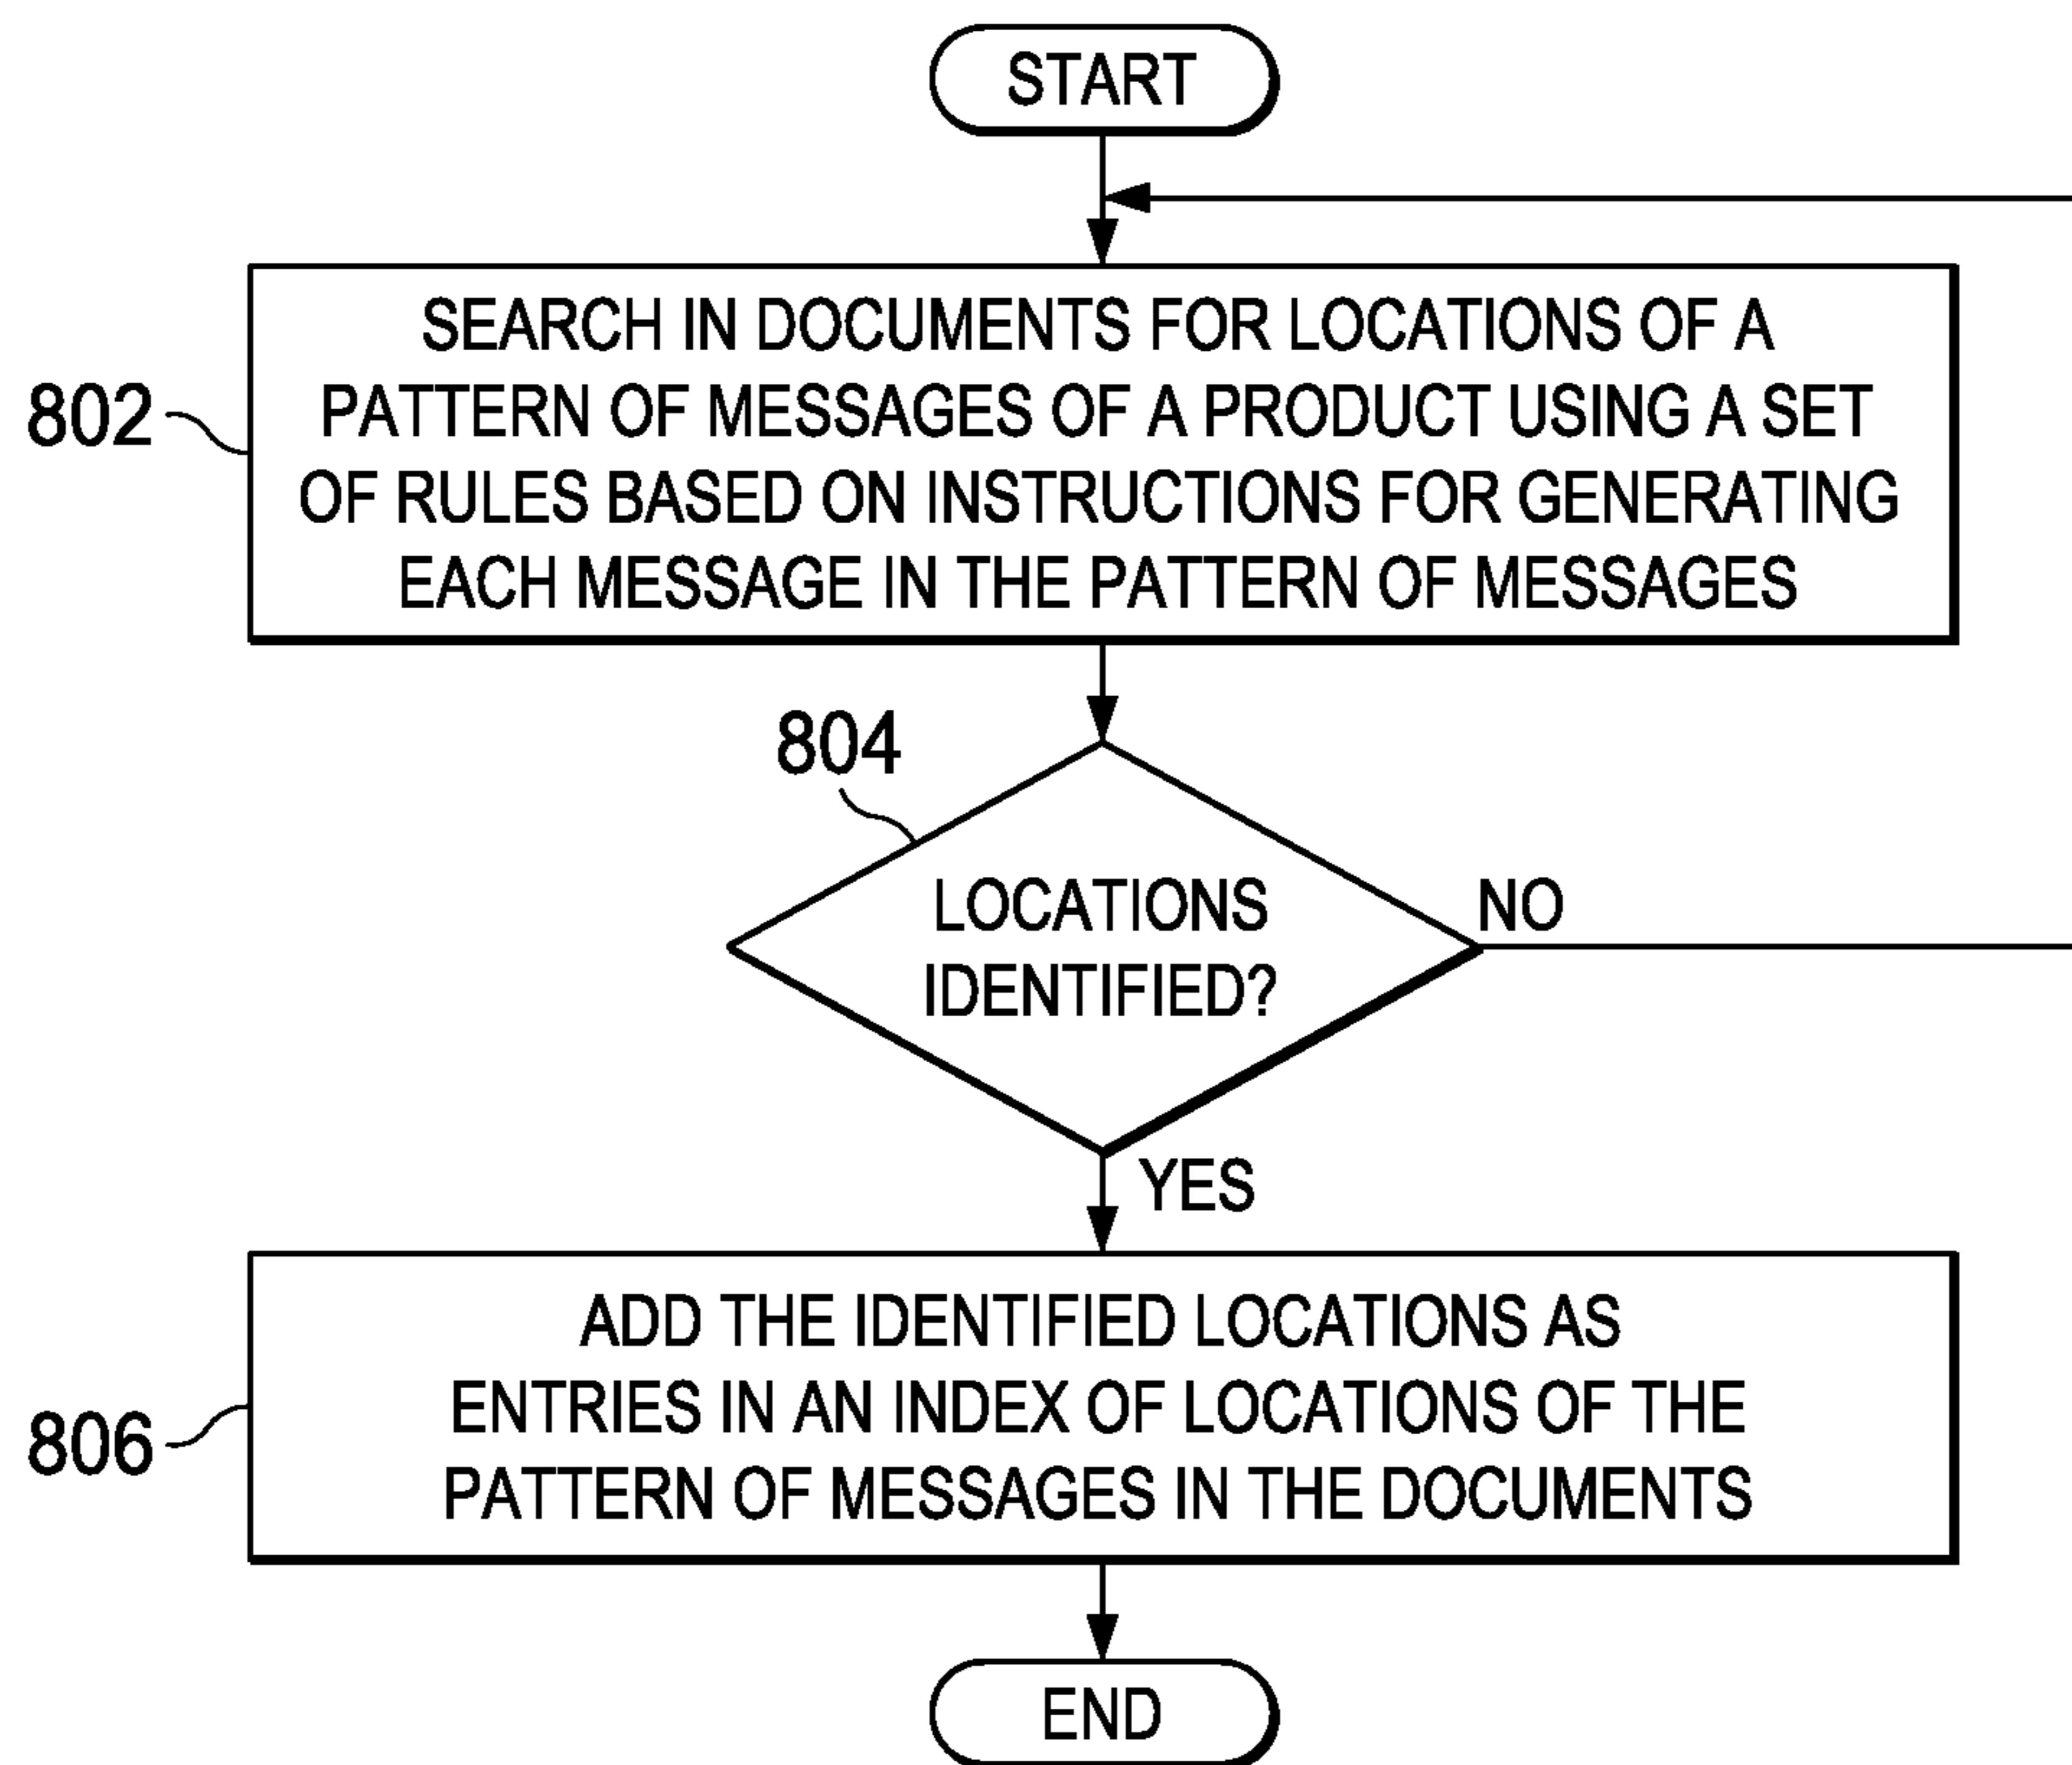 START
SEARCH IN DOCUMENTS FOR LOCATIONS OF A
PATTERN OF MESSAGES OF A PRODUCT USING A SET
OF RULES BASED ON INSTRUCTIONS FOR GENERATING
EACH MESSAGE IN THE PATTERN OF MESSAGES
802
804
LOCATIONS
IDENTIFIED?
NO
YES
ADD THE IDENTIFIED LOCATIONS AS
ENTRIES IN AN INDEX OF LOCATIONS OF THE
PATTERN OF MESSAGES IN THE DOCUMENTS
806
END